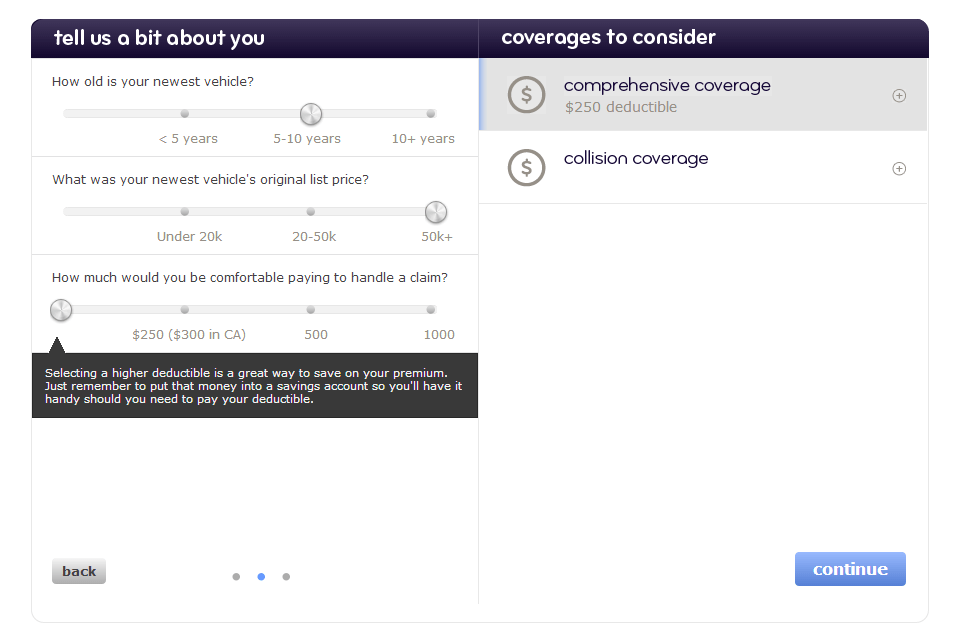 tell us a bit about you
How old is your newest vehicle?
< 5 years 5-10 years 10+ years
What was your newest vehicle's original list price?
Under 20k 20-50k 50k+
How much would you be comfortable paying to handle a claim?
$250 ($300 in CA) 500 1000
Selecting a higher deductible is a great way to save on your premium.
Just remember to put that money into a savings account so you'll have it
handy should you need to pay your deductible.
back
coverages to consider
$
comprehensive coverage
$250 deductible
$
collision coverage
continue